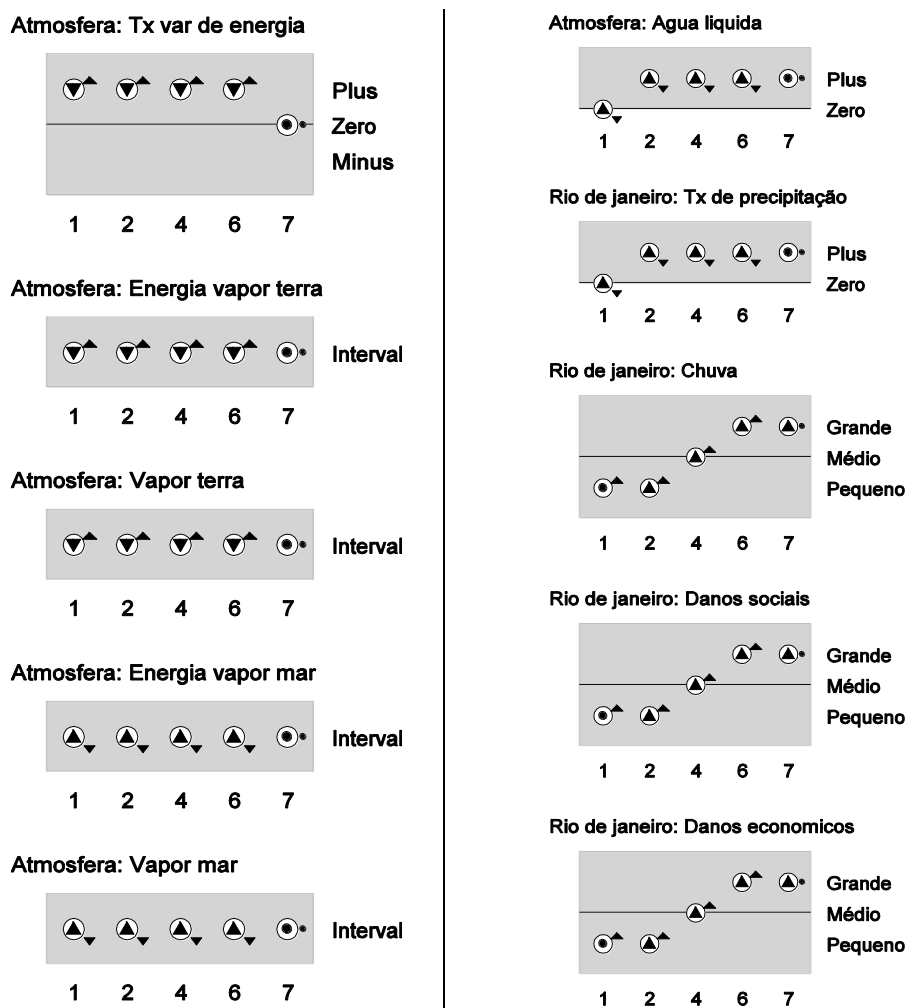 Atmosfera: Tx var de energia
Plus
Zero
Minus
1 2 4 6 7
Atmosfera: Energia vapor terra
Interval
1 2 4 6 7
Atmosfera: Vapor terra
Interval
1 2 4 6 7
Atmosfera: Energia vapor mar
Interval
1 2 4 6 7
Atmosfera: Vapor mar
Interval
1 2 4 6 7
Atmosfera: Agua liquida
Plus
Zero
1 2 4 6 7
Rio de janeiro: Tx de precipitação
Plus
Zero
1 2 4 6 7
Rio de janeiro: Chuva
Grande
Médio
Pequeno
1 2 4 6 7
Rio de janeiro: Danos sociais
Grande
Médio
Pequeno
1 2 4 6 7
Rio de janeiro: Danos economicos
Grande
Médio
Pequeno
1 2 4 6 7